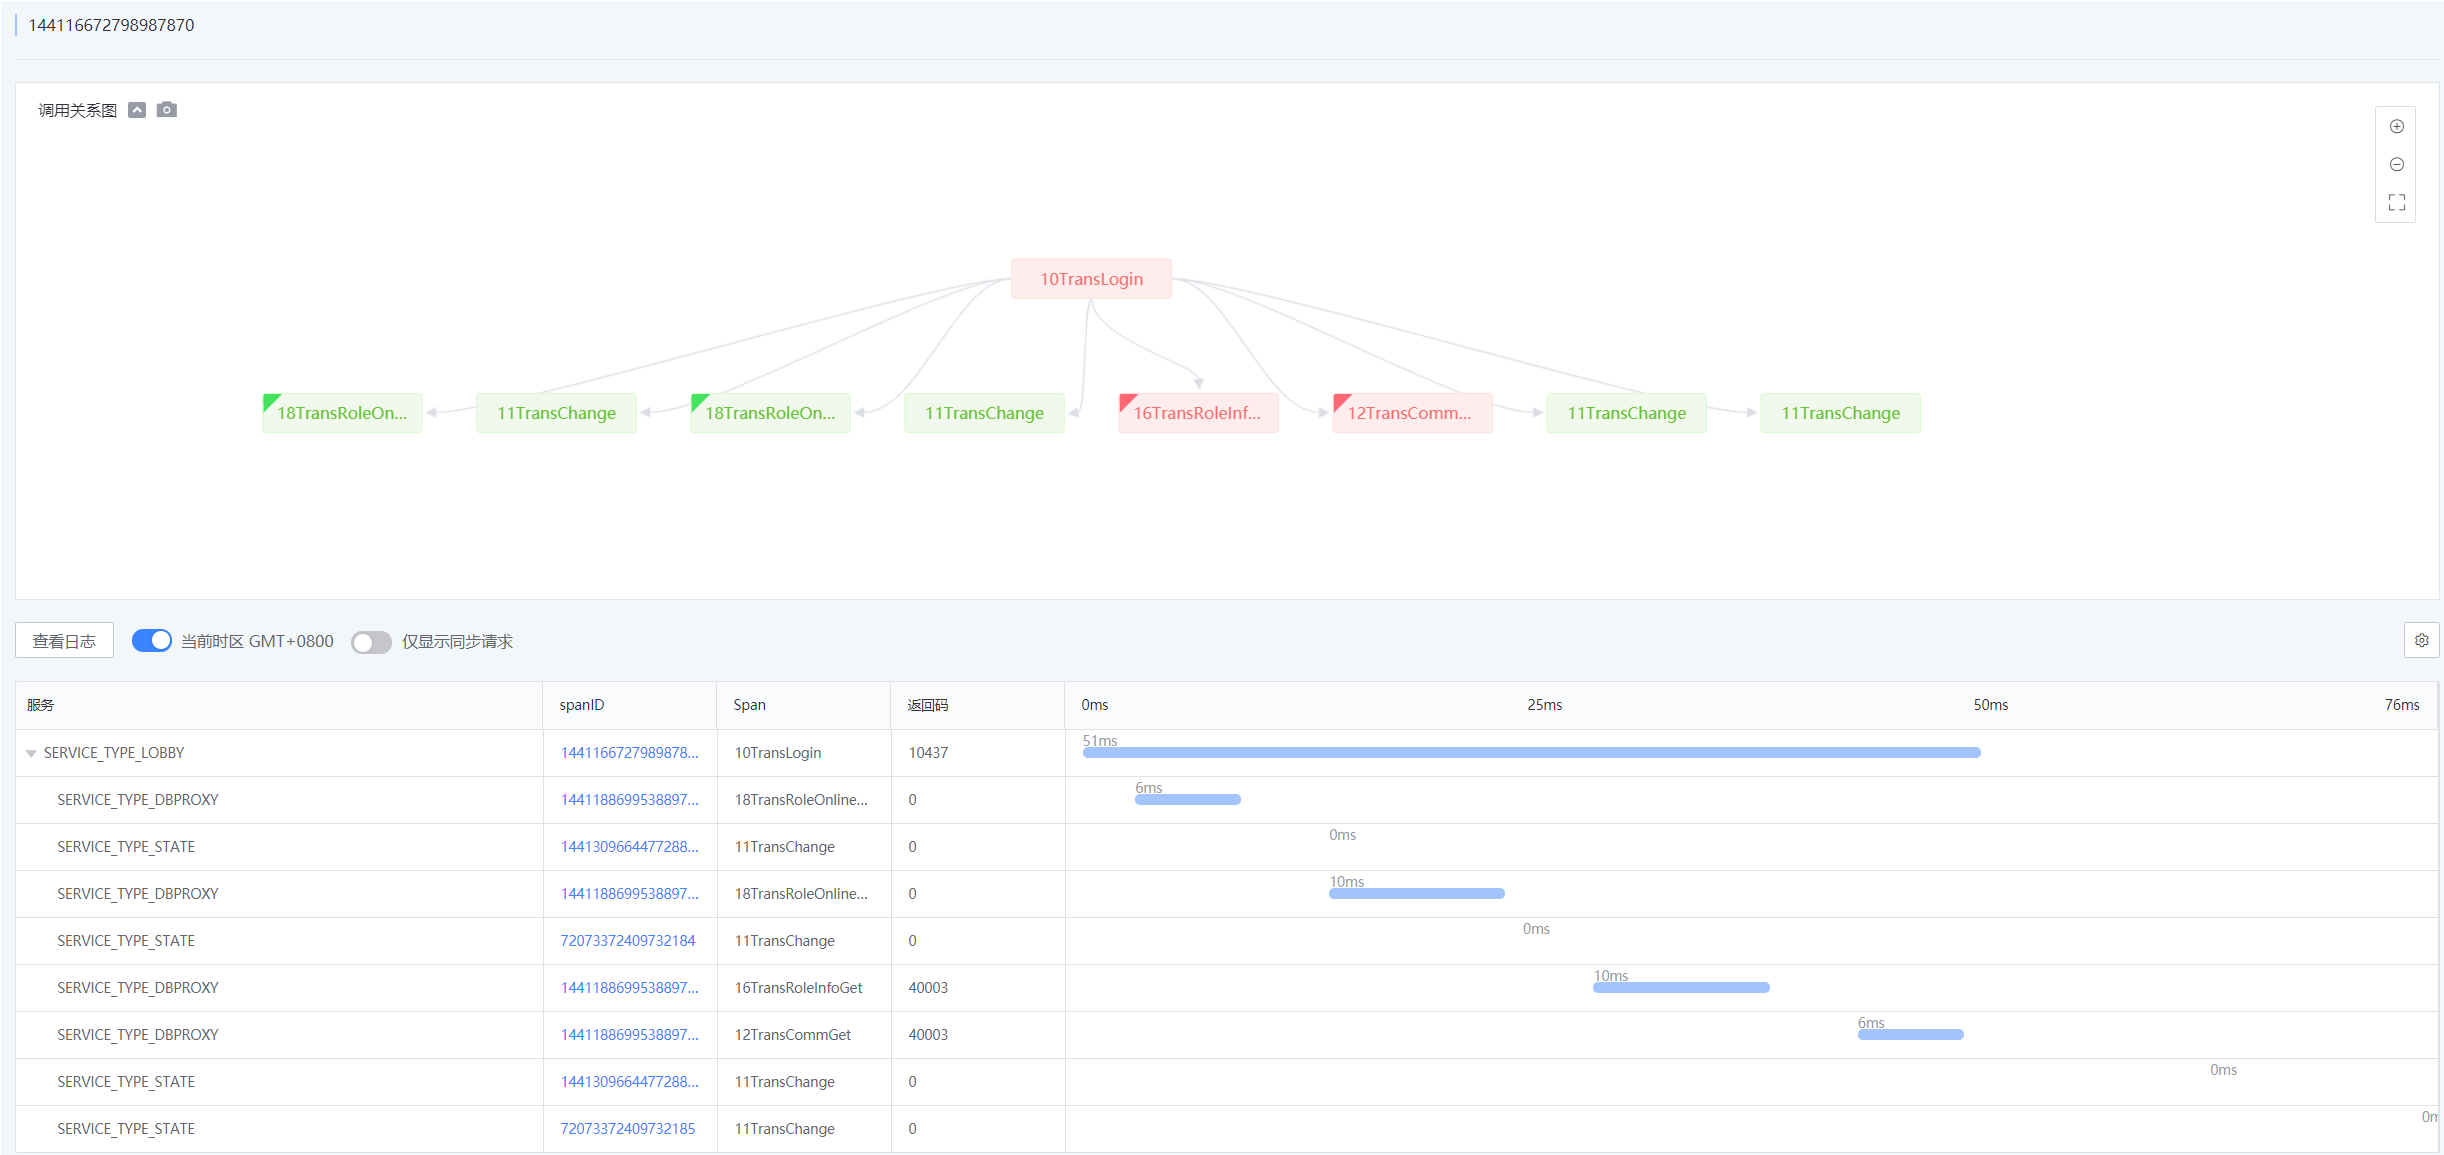 144116672798987870
调用关系图
10TransLogin
18TransRoleOn...
11TransChange
18TransRoleOn...
11TransChange
16TransRoleInf...
12TransComm...
11TransChange
11TransChange
查看日志 当前时区 GMT+0800 仅显示同步请求
服务 spanID Span 返回码 0ms 25ms 50ms 76ms
SERVICE_TYPE_LOBBY 1441166727989878... 10TransLogin 10437 51ms
SERVICE_TYPE_DBPROXY 1441188699538897... 18TransRoleOnline... 0 6ms
SERVICE_TYPE_STATE 1441309664477288... 11TransChange 0 0ms
SERVICE_TYPE_DBPROXY 1441188699538897... 18TransRoleOnline... 0 10ms
SERVICE_TYPE_STATE 72073372409732184 11TransChange 0 0ms
SERVICE_TYPE_DBPROXY 1441188699538897... 16TransRoleInfoGet 40003 10ms
SERVICE_TYPE_DBPROXY 1441188699538897... 12TransCommGet 40003 6ms
SERVICE_TYPE_STATE 1441309664477288... 11TransChange 0 0ms
SERVICE_TYPE_STATE 72073372409732185 11TransChange 0